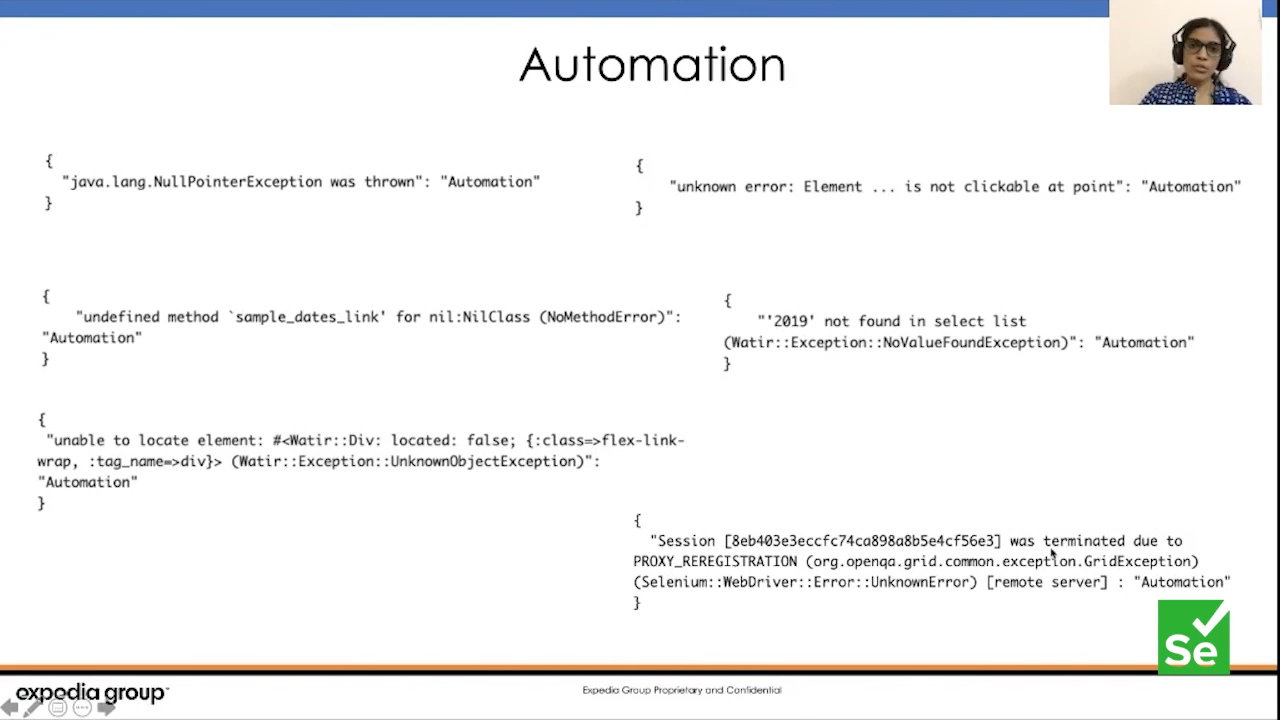 Automation
{
"java.lang.NullPointerException was thrown": "Automation"
}
{
"unknown error: Element ... is not clickable at point": "Automation"
}
{
"undefined method `sample_dates_link' for nil:NilClass (NoMethodError)":
"Automation"
}
{
"'2019' not found in select list
(Watir::Exception::NoValueFoundException)": "Automation"
}
{
"unable to locate element: #<Watir::Div: located: false; {:class=>flex-link-
wrap, :tag_name=>div}> (Watir::Exception::UnknownObjectException)":
"Automation"
}
{
"Session [8eb403e3eccfc74ca898a8b5e4cf56e3] was terminated due to
PROXY_REREGISTRATION (org.openqa.grid.common.exception.GridException)
(Selenium::WebDriver::Error::UnknownError) [remote server] : "Automation"
}
Se
expedia group™
Expedia Group Proprietary and Confidential